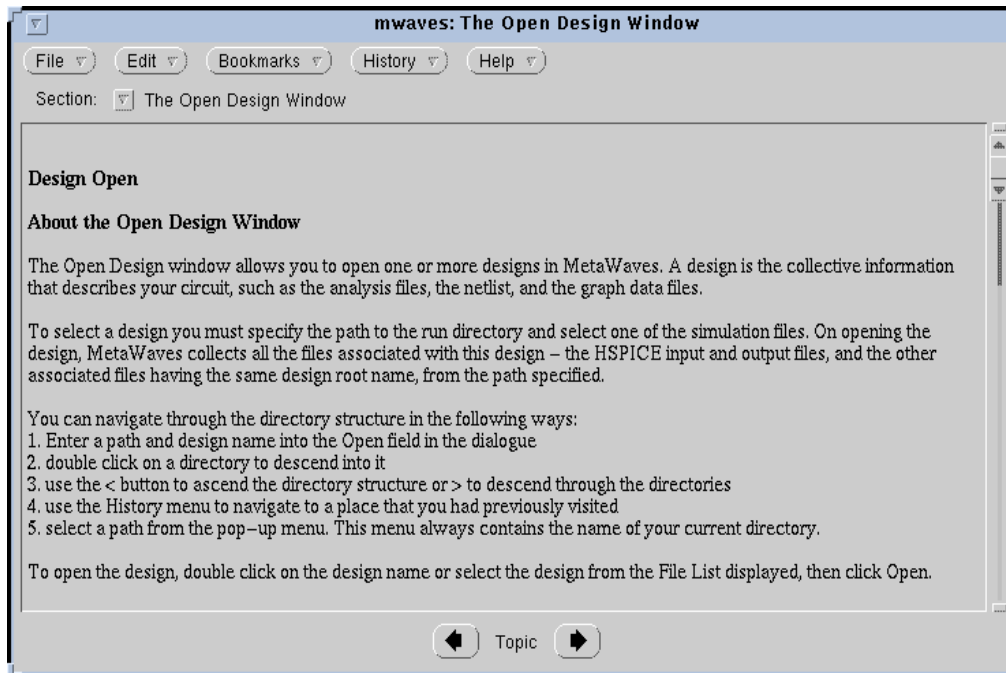 mwaves: The Open Design Window
File Edit Bookmarks History Help
Section: The Open Design Window
Design Open
About the Open Design Window
The Open Design window allows you to open one or more designs in MetaWaves. A design is the collective information
that describes your circuit, such as the analysis files, the netlist, and the graph data files.
To select a design you must specify the path to the run directory and select one of the simulation files. On opening the
design, MetaWaves collects all the files associated with this design – the HSPICE input and output files, and the other
associated files having the same design root name, from the path specified.
You can navigate through the directory structure in the following ways:
1. Enter a path and design name into the Open field in the dialogue
2. double click on a directory to descend into it
3. use the < button to ascend the directory structure or > to descend through the directories
4. use the History menu to navigate to a place that you had previously visited
5. select a path from the pop–up menu. This menu always contains the name of your current directory.
To open the design, double click on the design name or select the design from the File List displayed, then click Open.
Topic